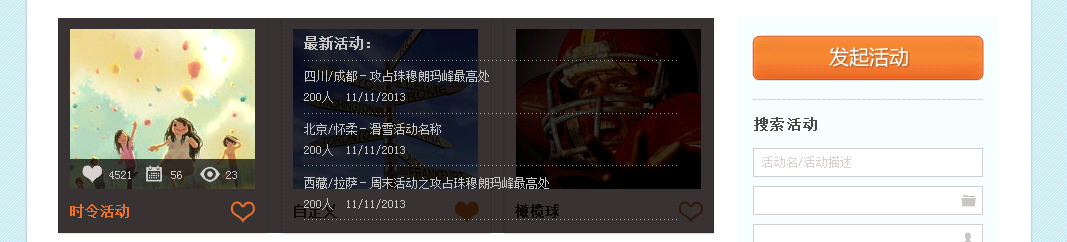 最新活动：
四川/成都 - 攻占珠穆朗玛峰最高处
200人 11/11/2013
北京/怀柔 - 滑雪活动名称
200人 11/11/2013
西藏/拉萨 - 周末活动之攻占珠穆朗玛峰最高处
200人 11/11/2013
4521 56 23
时令活动
自定义
橄榄球
发起活动
搜索活动
活动名/活动描述